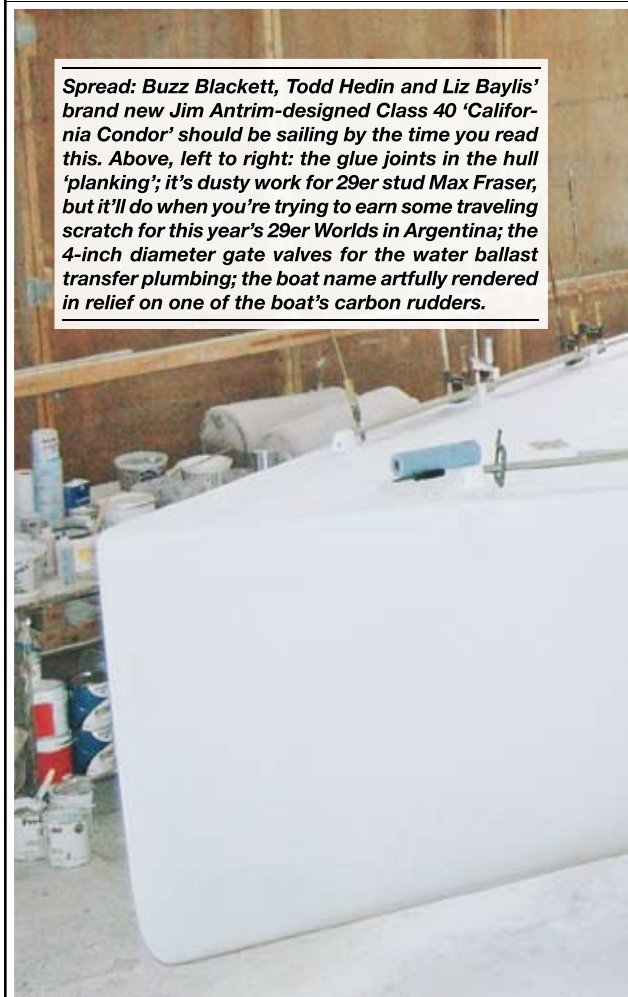 Spread: Buzz Blackett, Todd Hedin and Liz Baylis'
brand new Jim Antrim-designed Class 40 ‘Califor-
nia Condor’ should be sailing by the time you read
this. Above, left to right: the glue joints in the hull
‘planking’; it’s dusty work for 29er stud Max Fraser,
but it’ll do when you’re trying to earn some traveling
scratch for this year’s 29er Worlds in Argentina; the
4-inch diameter gate valves for the water ballast
transfer plumbing; the boat name artfully rendered
in relief on one of the boat’s carbon rudders.